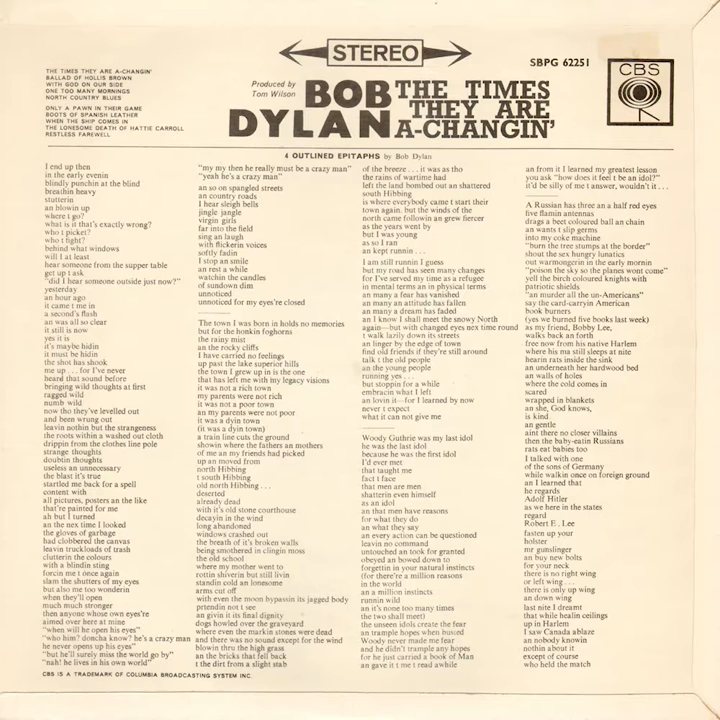 STEREO
SBPG 62251
CBS
THE TIMES THEY ARE A-CHANGIN'
BALLAD OF HOLLIS BROWN
WITH GOD ON OUR SIDE
ONE TOO MANY MORNINGS
NORTH COUNTRY BLUES
ONLY A PAWN IN THEIR GAME
BOOTS OF SPANISH LEATHER
WHEN THE SHIP COMES IN
THE LONESOME DEATH OF HATTIE CARROLL
RESTLESS FAREWELL
Produced by
Tom Wilson
BOB
DYLAN
THE TIMES
THEY ARE
A-CHANGIN'
4 OUTLINED EPITAPHS by Bob Dylan
I end up then
in the early evenin
blindly punchin at the blind
breathin heavy
stutterin
an blowin up
where t go?
what is it that's exactly wrong?
who t picket?
who t fight?
behind what windows
will I at least
hear someone from the supper table
get up t ask
"did I hear someone outside just now?"
yesterday
an hour ago
it came t me in
a second's flash
an was all so clear
it still is now
yes it is
it's maybe hidin
it must be hidin
the shot has shook
me up . . . for I've never
heard that sound before
bringing wild thoughts at first
ragged wild
numb wild
now tho they've levelled out
and been wrung out
leavin nothin but the strangeness
the roots within a washed out cloth
drippin from the clothes line pole
strange thoughts
doubtin thoughts
useless an unnecessary
the blast it's true
startled me back for a spell
content with
all pictures, posters an the like
that're painted for me
ah but I turned
an the nex time I looked
the gloves of garbage
had clobbered the canvas
leavin truckloads of trash
clutterin the colours
with a blindin sting
forcin me t once again
slam the shutters of my eyes
but also me too wonderin
when they'll open
much much stronger
then anyone whose own eyes're
aimed over here at mine
"when will he open his eyes"
"who him? doncha know? he's a crazy man
he never opens up his eyes"
"but he'll surely miss the world go by"
"nah! he lives in his own world"
"my my then he really must be a crazy man"
"yeah he's a crazy man"
an so on spangled streets
an country roads
I hear sleigh bells
jingle jangle
virgin girls
far into the field
sing an laugh
with flickerin voices
softly fadin
I stop an smile
an rest a while
watchin the candles
of sundown dim
unnoticed
unnoticed for my eyes're closed
The town I was born in holds no memories
but for the honkin foghorns
the rainy mist
an the rocky cliffs
I have carried no feelings
up past the lake superior hills
the town I grew up in is the one
that has left me with my legacy visions
it was not a rich town
my parents were not rich
it was not a poor town
an my parents were not poor
it was a dyin town
(it was a dyin town)
a train line cuts the ground
showin where the fathers an mothers
of me an my friends had picked
up an moved from
north Hibbing
t south Hibbing
old north Hibbing . . .
deserted
already dead
with it's old stone courthouse
decayin in the wind
long abandoned
windows crashed out
the breath of it's broken walls
being smothered in clingin moss
the old school
where my mother went to
rottin shiverin but still livin
standin cold an lonesome
arms cut off
with even the moon bypassin its jagged body
prtendin not t see
an givin it its final dignity
dogs howled over the graveyard
where even the markin stones were dead
and there was no sound except for the wind
blowin thru the high grass
an the bricks that fell back
t the dirt from a slight stab
of the breeze . . . it was as tho
the rains of wartime had
left the land bombed out an shattered
south Hibbing
is where everybody came t start their
town again. but the winds of the
north came followin an grew fiercer
as the years went by
but I was young
an so I ran
an kept runnin . . .
I am still runnin I guess
but my road has seen many changes
for I've served my time as a refugee
in mental terms an in physical terms
an many a fear has vanished
an many an attitude has fallen
an many a dream has faded
an I know I shall meet the snowy North
again—but with changed eyes nex time round
t walk lazily down its streets
an linger by the edge of town
find old friends if they're still around
talk t the old people
an the young people
running yes . . .
but stoppin for a while
embracin what I left
an lovin it—for I learned by now
never t expect
what it can not give me
Woody Guthrie was my last idol
he was the last idol
because he was the first idol
I'd ever met
that taught me
fact t face
that men are men
shatterin even himself
as an idol
an that men have reasons
for what they do
an what they say
an every action can be questioned
leavin no command
untouched an took for granted
obeyed an bowed down to
forgettin in your natural instincts
(for there're a million reasons
in the world
an a million instincts
runnin wild
an it's none too many times
the two shall meet)
the unseen idols create the fear
an trample hopes when busted
Woody never made me fear
and he didn't trample any hopes
for he just carried a book of Man
an gave it t me t read awhile
an from it I learned my greatest lesson
you ask "how does it feel t be an idol?"
it'd be silly of me t answer, wouldn't it . . .
A Russian has three an a half red eyes
five flamin antennas
drags a beet coloured ball an chain
an wants t slip germs
into my coke machine
"burn the tree stumps at the border"
shout the sex hungry lunatics
out warmongerin in the early mornin
"poison the sky so the planes wont come"
yell the birch coloured knights with
patriotic shields
"an murder all the un-Americans"
say the card-carryin American
book burners
(yes we burned five books last week)
as my friend, Bobby Lee,
walks back an forth
free now from his native Harlem
where his ma still sleeps at nite
hearin rats inside the sink
an underneath her hardwood bed
an walls of holes
where the cold comes in
scared
wrapped in blankets
an she, God knows,
is kind
an gentle
aint there no closer villains
then the baby-eatin Russians
rats eat babies too
I talked with one
of the sons of Germany
while walkin once on foreign ground
an I learned that
he regards
Adolf Hitler
as we here in the states
regard
Robert E. Lee
fasten up your
holster
mr gunslinger
an buy new bolts
for your neck
there is no right wing
or left wing . . .
there is only up wing
an down wing
last nite I dreamt
that while healin ceilings
up in Harlem
I saw Canada ablaze
an nobody knowin
nothin about it
except of course
who held the match
CBS IS A TRADEMARK OF COLUMBIA BROADCASTING SYSTEM INC.